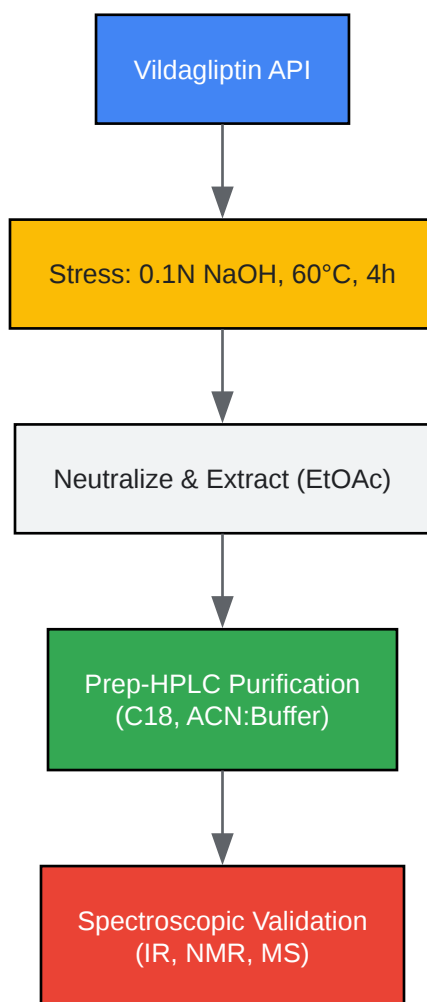 Vildagliptin API
Stress: 0.1N NaOH, 60°C, 4h
Neutralize & Extract (EtOAc)
Prep-HPLC Purification
(C18, ACN:Buffer)
Spectroscopic Validation
(IR, NMR, MS)